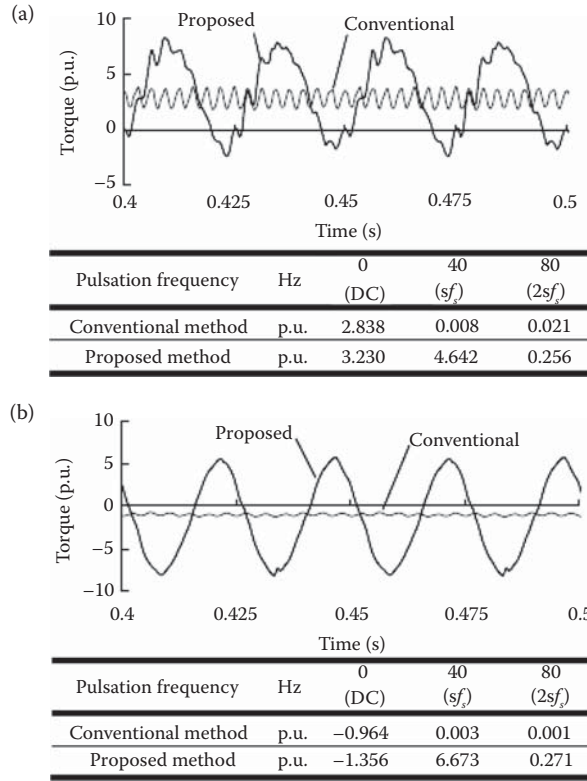 (a)
Proposed
Conventional
10
5
0
−5
Torque (p.u.)
0.4 0.425 0.45 0.475 0.5
Time (s)
Pulsation frequency Hz 0 (DC) 40 (sfs) 80 (2sfs)
Conventional method p.u. 2.838 0.008 0.021
Proposed method p.u. 3.230 4.642 0.256
(b)
Proposed
Conventional
10
5
0
−5
−10
Torque (p.u.)
0.4 0.425 0.45 0.475 0.5
Time (s)
Pulsation frequency Hz 0 (DC) 40 (sfs) 80 (2sfs)
Conventional method p.u. −0.964 0.003 0.001
Proposed method p.u. −1.356 6.673 0.271